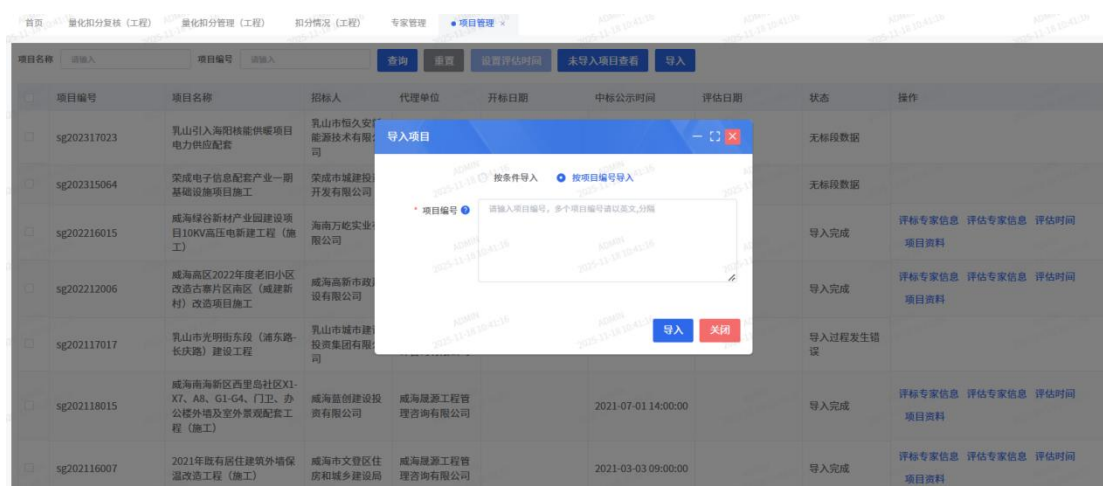 首页 量化扣分复核（工程） 量化扣分管理（工程） 扣分情况（工程） 专家管理 项目管理 ×
项目名称 请输入 项目编号 请输入 查询 重置 设置评估时间 未导入项目查看 导入
项目编号 项目名称 招标人 代理单位 开标日期 中标公示时间 评估日期 状态 操作
sg202317023
乳山引入海阳核能供暖项目
电力供应配套
乳山市恒久安
能源技术有限
司
无标段数据
sg202315064
荣成电子信息配套产业一期
基础设施项目施工
荣成市城建投
开发有限公司
无标段数据
sg202216015
威海绿谷新材产业园建设项
目10KV高压电新建工程（施
工）
海南万屹实业
限公司
导入完成
评标专家信息 评估专家信息 评估时间
项目资料
sg202212006
威海高区2022年度老旧小区
改造古寨片区南区（威建新
村）改造项目施工
威海高新市政
设有限公司
导入完成
评标专家信息 评估专家信息 评估时间
项目资料
sg202117017
乳山市光明街东段（浦东路-
长庆路）建设工程
乳山市城市建
投资集团有限
司
导入过程发生错
误
sg202118015
威海南海新区西里岛社区X1-
X7、A8、G1-G4、门卫、办
公楼外墙及室外景观配套工
程（施工）
威海蓝创建设投
资有限公司
威海晟源工程管
理咨询有限公司
2021-07-01 14:00:00
导入完成
评标专家信息 评估专家信息 评估时间
项目资料
sg202116007
2021年既有居住建筑外墙保
温改造工程（施工）
威海市文登区住
房和城乡建设局
威海晟源工程管
理咨询有限公司
2021-03-03 09:00:00
导入完成
评标专家信息 评估专家信息 评估时间
项目资料
导入项目
按条件导入 按项目编号导入
* 项目编号 请输入项目编号，多个项目编号请以英文,分隔
导入 关闭
ADMIN
2025-11-18 10:41:16